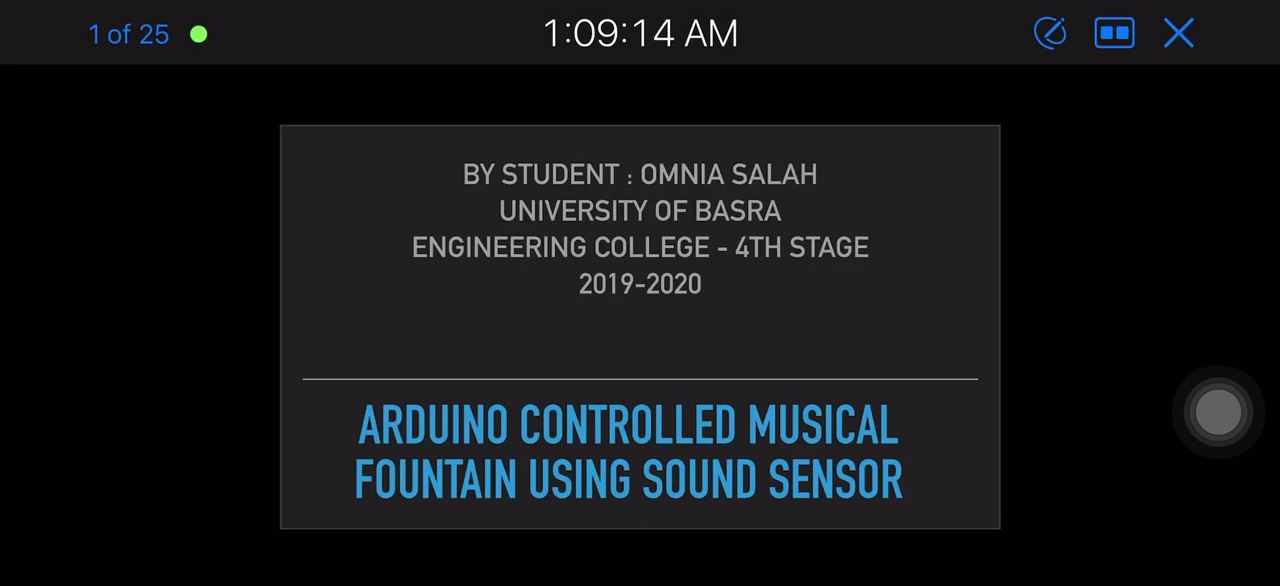 1 of 25
1:09:14 AM
BY STUDENT : OMNIA SALAH
UNIVERSITY OF BASRA
ENGINEERING COLLEGE - 4TH STAGE
2019-2020
ARDUINO CONTROLLED MUSICAL
FOUNTAIN USING SOUND SENSOR